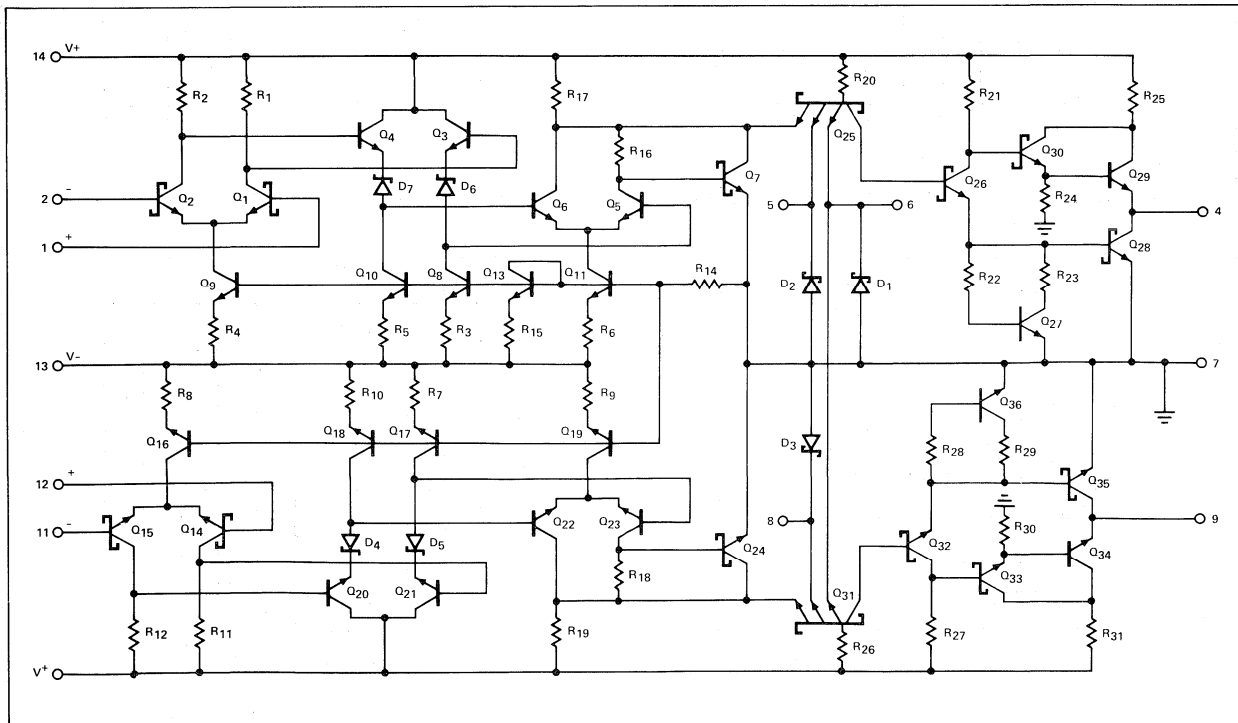 14 V+
R2 R1 R17 R20 R21 R25
Q4 Q3 Q25 Q30
R16
D7 D6 Q7 Q26 Q29
2 - Q2 Q1 Q6 Q5 5 6 R24 4
1 + Q28
Q10 Q8 Q13 Q11 R14
Q9 D2 D1 R22 R23
R4 R5 R3 R15 R6 Q27
13 V- 7
R8 R10 R7 R9 Q36
Q16 Q18 Q17 Q19 D3 R28 R29
12 + Q35
11 - Q15 Q14 Q22 Q23 8 R30 9
D4 D5 Q24 Q32 Q34
Q20 Q21 R18 Q31 Q33
R12 R11 R19 R26 R27 R31
V+